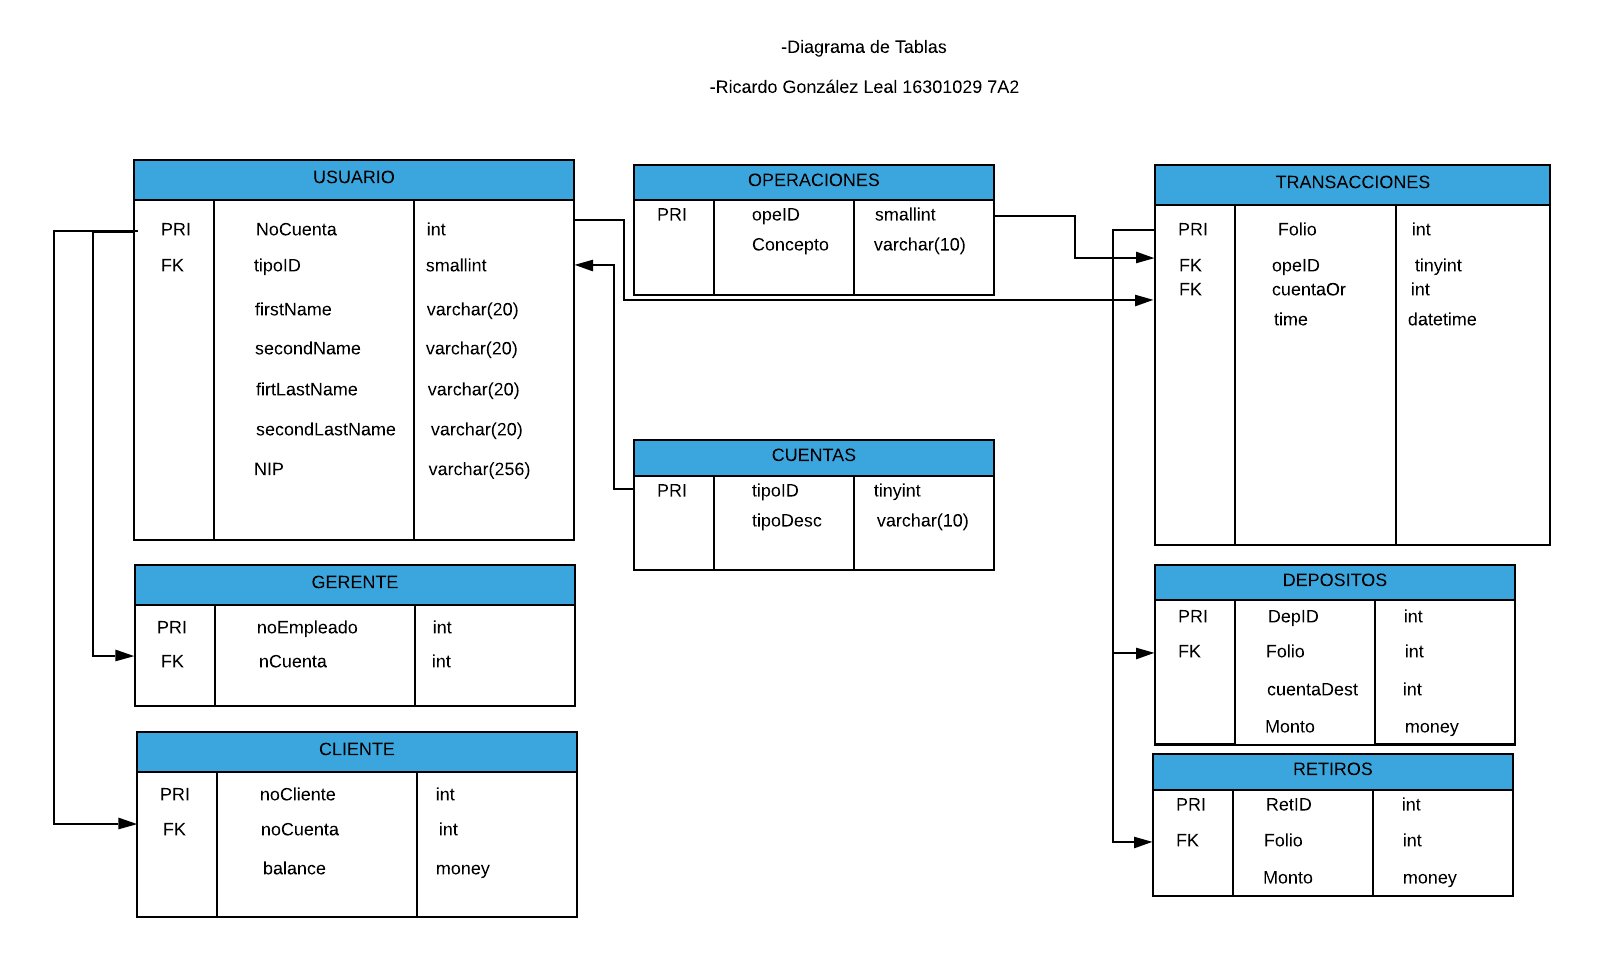 -Diagrama de Tablas
-Ricardo González Leal 16301029 7A2
USUARIO
PRI NoCuenta int
FK tipoID smallint
firstName varchar(20)
secondName varchar(20)
firtLastName varchar(20)
secondLastName varchar(20)
NIP varchar(256)
OPERACIONES
PRI opeID smallint
Concepto varchar(10)
TRANSACCIONES
PRI Folio int
FK opeID tinyint
FK cuentaOr int
time datetime
CUENTAS
PRI tipoID tinyint
tipoDesc varchar(10)
GERENTE
PRI noEmpleado int
FK nCuenta int
DEPOSITOS
PRI DepID int
FK Folio int
cuentaDest int
Monto money
CLIENTE
PRI noCliente int
FK noCuenta int
balance money
RETIROS
PRI RetID int
FK Folio int
Monto money